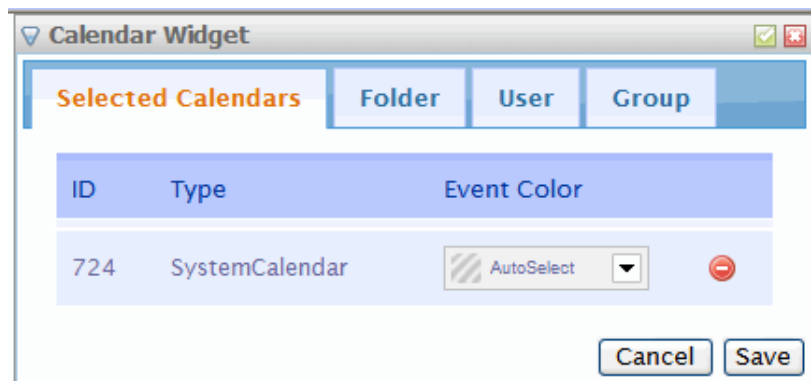 Calendar Widget
Selected Calendars Folder User Group
ID Type Event Color
724 SystemCalendar AutoSelect
Cancel Save